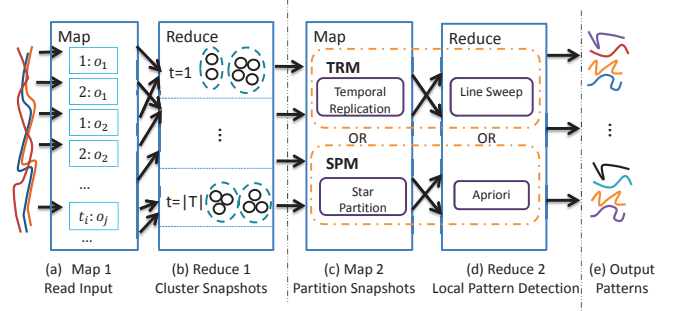 Map
1: o1
2: o1
1: o2
2: o2
...
ti: oj
...
Reduce
t=1
⋮
t=|T|
Map
TRM
Temporal
Replication
OR
SPM
Star
Partition
Reduce
Line Sweep
OR
Apriori
...
(a) Map 1
Read Input
(b) Reduce 1
Cluster Snapshots
(c) Map 2
Partition Snapshots
(d) Reduce 2
Local Pattern Detection
(e) Output
Patterns